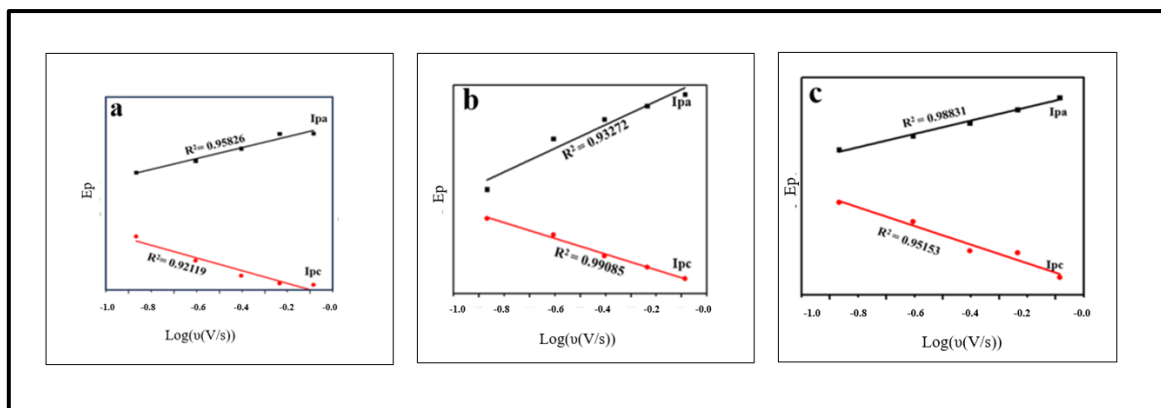 a
Ipa
R²= 0.95826
Ep
R²= 0.92119
Ipc
-1.0 -0.8 -0.6 -0.4 -0.2 -0.0
Log(υ(V/s))
b
Ipa
R²= 0.93272
Ep
R²= 0.99085
Ipc
-1.0 -0.8 -0.6 -0.4 -0.2 -0.0
Log(υ(V/s))
c
R²= 0.98831
Ipa
Ep
R²= 0.95153
Ipc
-1.0 -0.8 -0.6 -0.4 -0.2 -0.0
Log(υ(V/s))